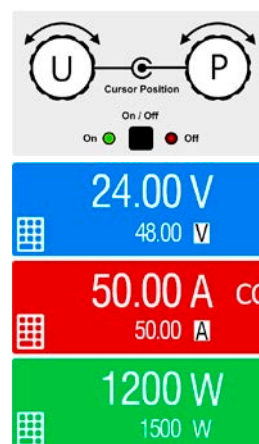 U P
Cursor Position
On / Off
On Off
24.00 V
48.00 V
50.00 A
50.00 A
1200 W
1500 W